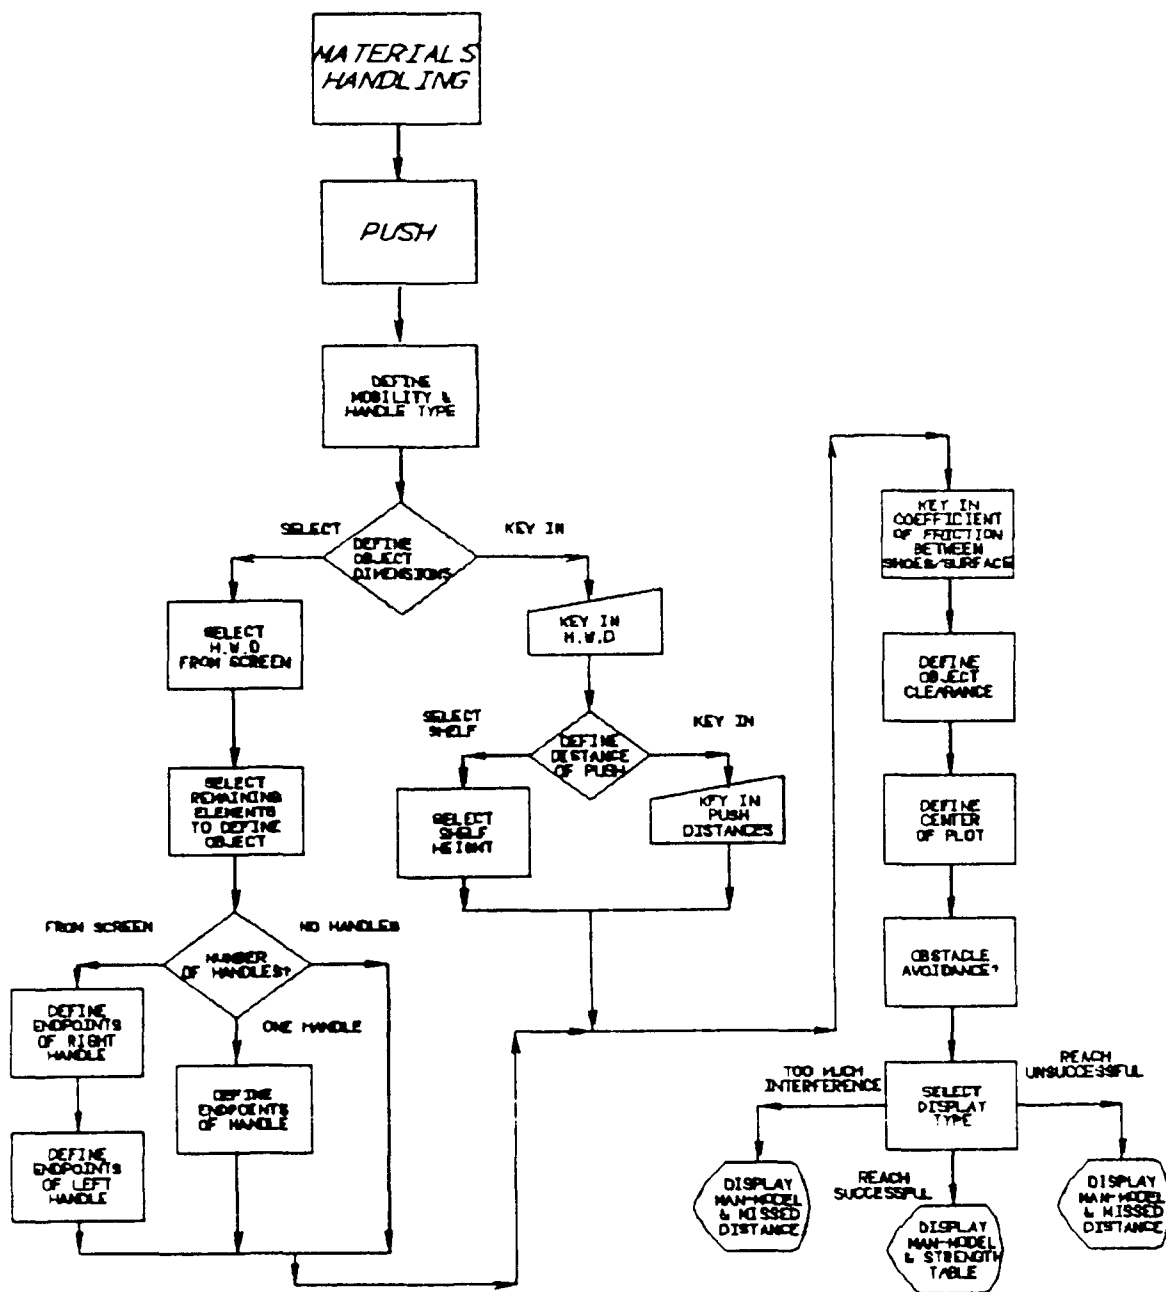 MATERIALS
HANDLING
PUSH
DEFINE
MOBILITY &
HANDLE TYPE
SELECT
KEY IN
DEFINE
OBJECT
DIMENSIONS
SELECT
H.W.D
FROM SCREEN
KEY IN
H.W.D
SELECT
REMAINING
ELEMENTS
TO DEFINE
OBJECT
SELECT
SHELF
KEY IN
DEFINE
DISTANCE
OF PUSH
SELECT
SHELF
HEIGHT
KEY IN
PUSH
DISTANCES
FROM SCREEN
NO HANDLES
NUMBER
OF HANDLES?
ONE HANDLE
DEFINE
ENDPOINTS
OF RIGHT
HANDLE
DEFINE
ENDPOINTS
OF HANDLE
DEFINE
ENDPOINTS
OF LEFT
HANDLE
KEY IN
COEFFICIENT
OF FRICTION
BETWEEN
SHOES/SURFACE
DEFINE
OBJECT
CLEARANCE
DEFINE
CENTER
OF PLOT
OBSTACLE
AVOIDANCE?
TOO MUCH
INTERFERENCE
REACH
UNSUCCESSFUL
SELECT
DISPLAY
TYPE
REACH
SUCCESSFUL
DISPLAY
MAN-MODEL
& MISSED
DISTANCE
DISPLAY
MAN-MODEL
& STRENGTH
TABLE
DISPLAY
MAN-MODEL
& MISSED
DISTANCE